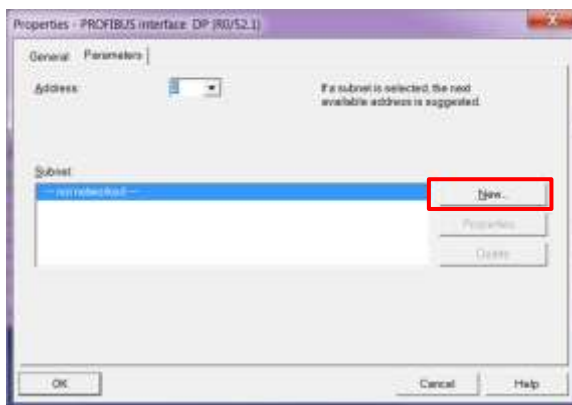 Properties - PROFIBUS interface DP (R0/S2.1)
General Parameters
Address:
If a subnet is selected, the next
available address is suggested.
Subnet:
--- not networked ---
New...
Properties...
Delete
OK
Cancel
Help